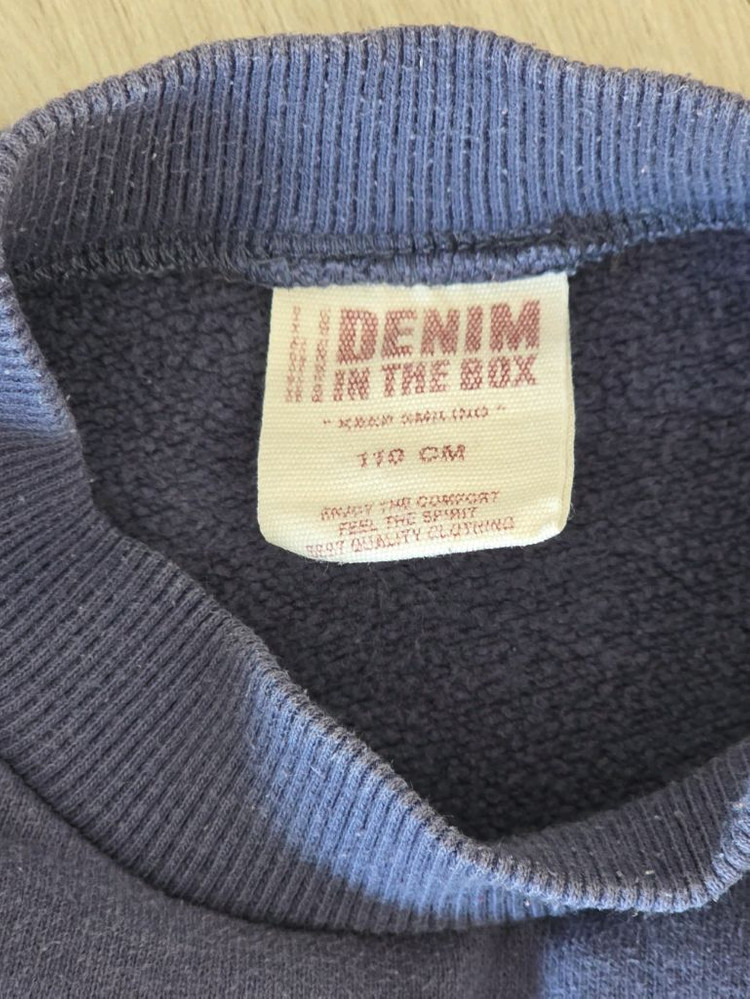 DENIM
IN THE BOX
"KEEP SMILING"
110 CM
ENJOY THE COMFORT
FEEL THE SPIRIT
BEST QUALITY CLOTHING